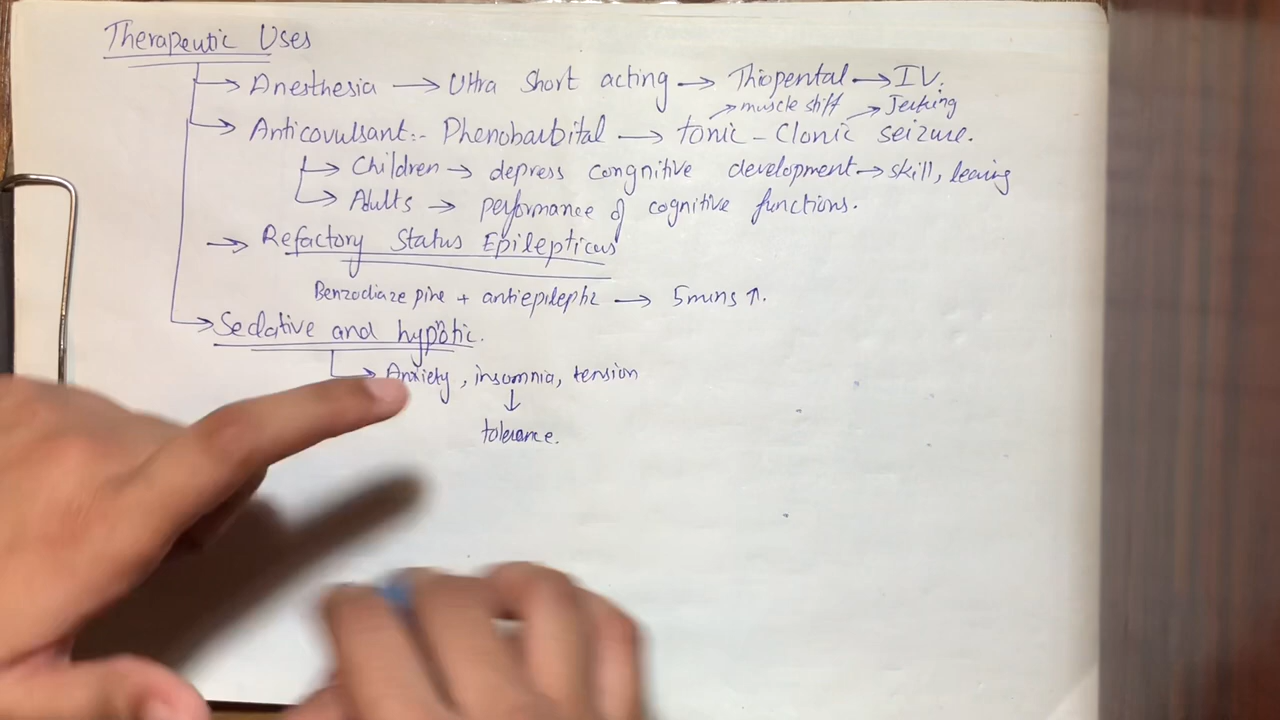 Therapeutic Uses
→ Anesthesia → Ultra Short acting → Thiopental → IV.
→ muscle stiff → Jerking
→ Anticovulsant:- Phenobarbital → tonic - Clonic seizure.
→ Children → depress congnitive development → skill, learing
→ Adults → performance of cognitive functions.
→ Refactory Status Epilepticus
Benzodiaze pine + antiepileptic → 5mins ↑.
→ Sedative and hypotic.
→ Anxiety, insomnia, tension
↓
tolerance.